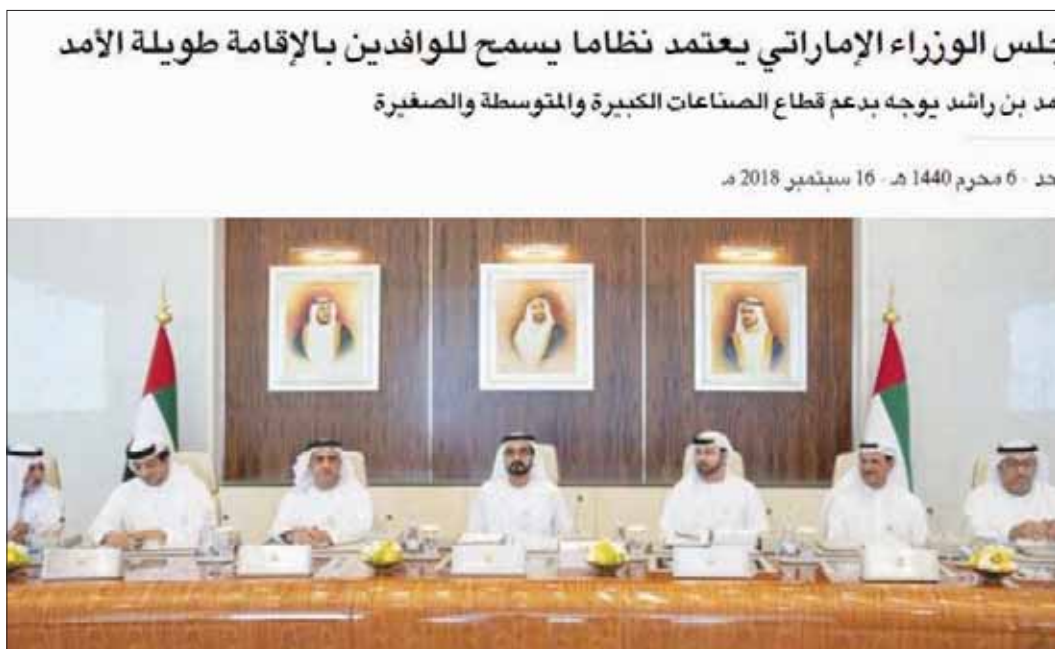 جلس الوزراء الإماراتي يعتمد نظاما يسمح للوافدين بالإقامة طويلة الأمد
مد بن راشد يوجه بدعم قطاع الصناعات الكبيرة والمتوسطة والصغيرة
حد - 6 محرم 1440 هـ - 16 سبتمبر 2018 مـ